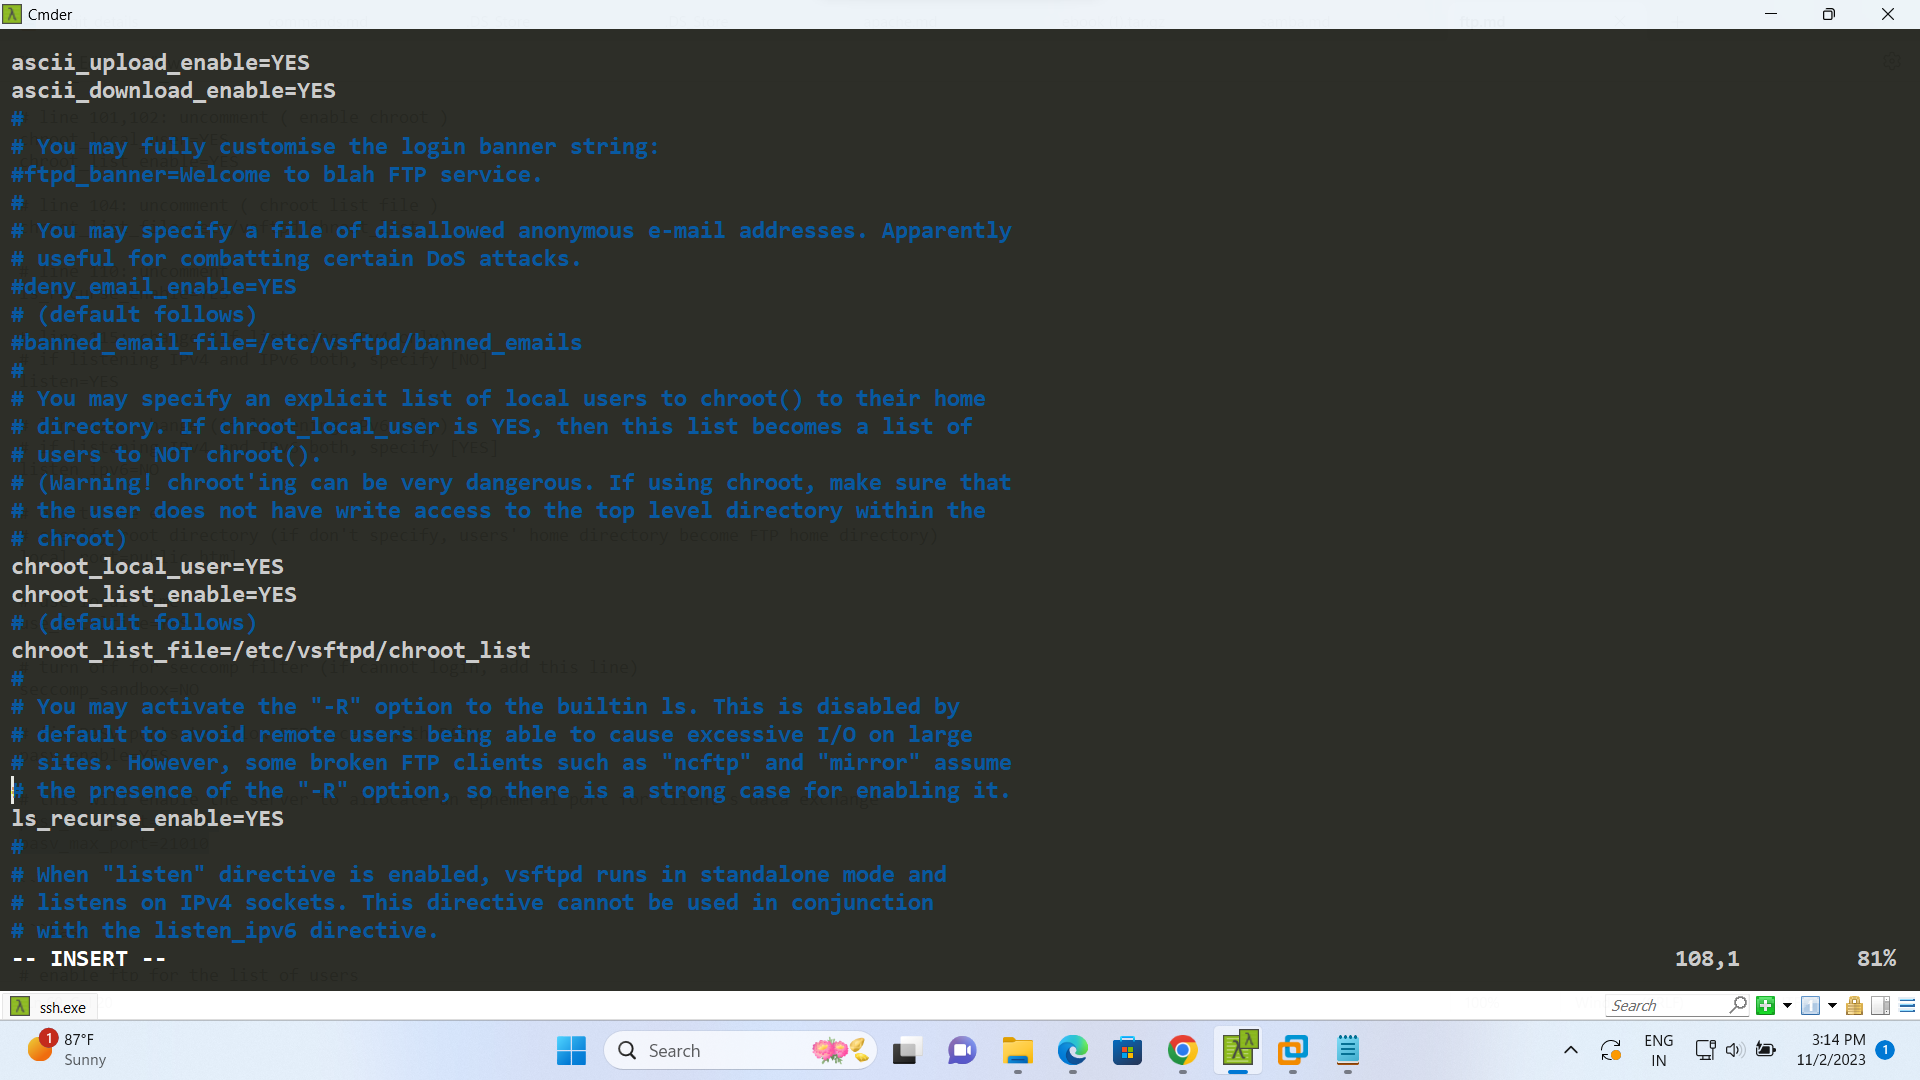 Cmder
ascii_upload_enable=YES
ascii_download_enable=YES
#
# You may fully customise the login banner string:
#ftpd_banner=Welcome to blah FTP service.
#
# You may specify a file of disallowed anonymous e-mail addresses. Apparently
# useful for combatting certain DoS attacks.
#deny_email_enable=YES
# (default follows)
#banned_email_file=/etc/vsftpd/banned_emails
#
# You may specify an explicit list of local users to chroot() to their home
# directory. If chroot_local_user is YES, then this list becomes a list of
# users to NOT chroot().
# (Warning! chroot'ing can be very dangerous. If using chroot, make sure that
# the user does not have write access to the top level directory within the
# chroot)
chroot_local_user=YES
chroot_list_enable=YES
# (default follows)
chroot_list_file=/etc/vsftpd/chroot_list
#
# You may activate the "-R" option to the builtin ls. This is disabled by
# default to avoid remote users being able to cause excessive I/O on large
# sites. However, some broken FTP clients such as "ncftp" and "mirror" assume
# the presence of the "-R" option, so there is a strong case for enabling it.
ls_recurse_enable=YES
#
# When "listen" directive is enabled, vsftpd runs in standalone mode and
# listens on IPv4 sockets. This directive cannot be used in conjunction
# with the listen_ipv6 directive.
-- INSERT -- 108,1 81%
# enable ftp for the list of users
ssh.exe Search
1 87°F
Sunny
Search
ENG
IN
3:14 PM
11/2/2023
1